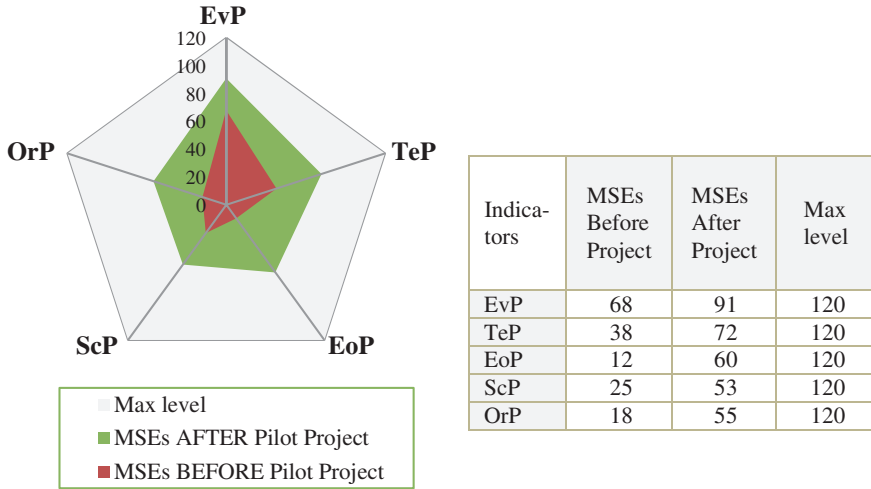 EvP
120
100
80
60
40
20
0
OrP
TeP
ScP
EoP
Max level
MSEs AFTER Pilot Project
MSEs BEFORE Pilot Project
Indica-
tors
MSEs
Before
Project
MSEs
After
Project
Max
level
EvP 68 91 120
TeP 38 72 120
EoP 12 60 120
ScP 25 53 120
OrP 18 55 120